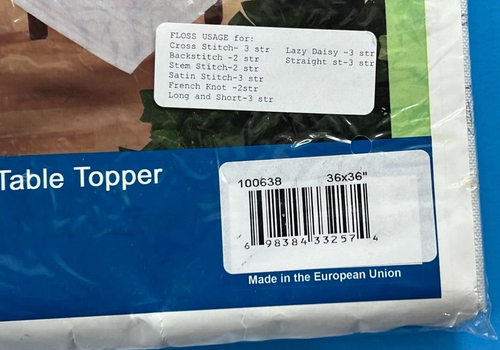 FLOSS USAGE for:
Cross Stitch- 3 str
Backstitch -2 str
Stem Stitch-2 str
Satin Stitch-3 str
French Knot -2str
Long and Short-3 str
Lazy Daisy -3 str
Straight st-3 str
Table Topper
100638 36x36"
6 98384 33257 4
Made in the European Union